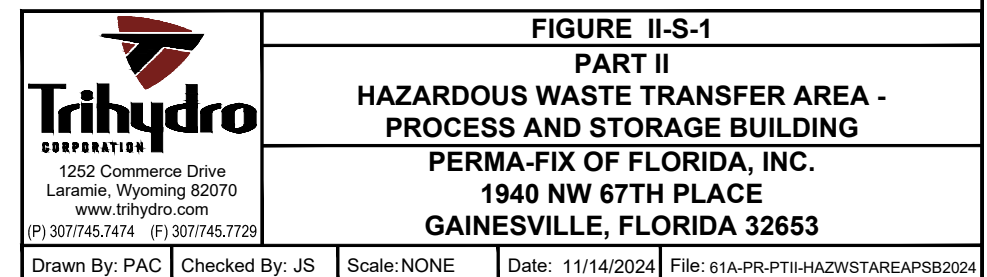 Trihydro
CORPORATION
1252 Commerce Drive
Laramie, Wyoming 82070
www.trihydro.com
(P) 307/745.7474 (F) 307/745.7729
FIGURE II-S-1
PART II
HAZARDOUS WASTE TRANSFER AREA -
PROCESS AND STORAGE BUILDING
PERMA-FIX OF FLORIDA, INC.
1940 NW 67TH PLACE
GAINESVILLE, FLORIDA 32653
Drawn By: PAC Checked By: JS Scale: NONE Date: 11/14/2024 File: 61A-PR-PTII-HAZWSTAREAPSB2024